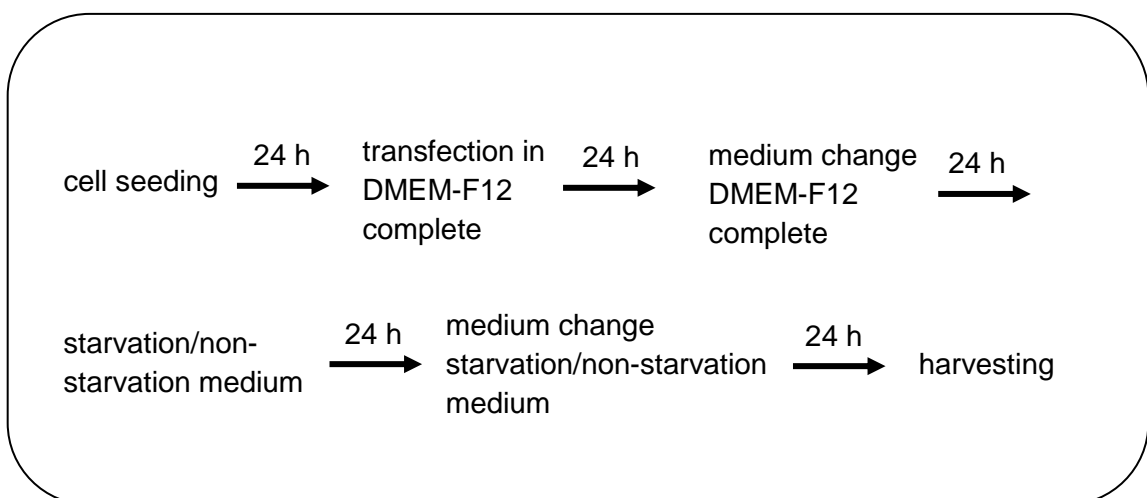 cell seeding
24 h
transfection in
DMEM-F12
complete
24 h
medium change
DMEM-F12
complete
24 h
starvation/non-
starvation medium
24 h
medium change
starvation/non-starvation
medium
24 h
harvesting